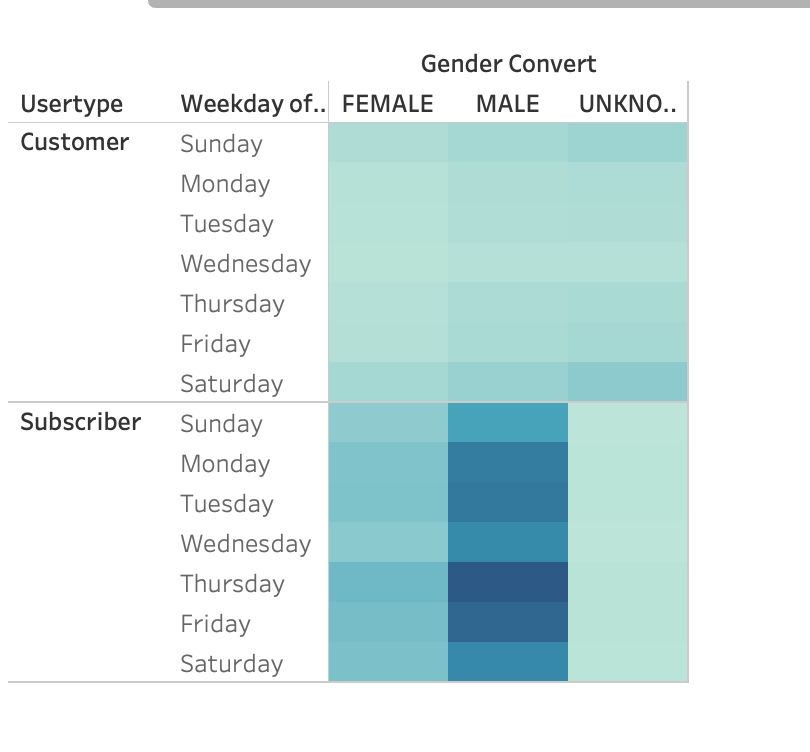 Gender Convert
Usertype Weekday of.. FEMALE MALE UNKNO..
Customer Sunday
Monday
Tuesday
Wednesday
Thursday
Friday
Saturday
Subscriber Sunday
Monday
Tuesday
Wednesday
Thursday
Friday
Saturday